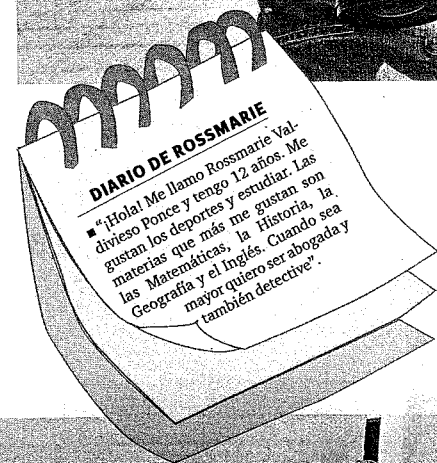 DIARIO DE ROSSMARIE
■ "¡Hola! Me llamo Rossmarie Val-
divieso Ponce y tengo 12 años. Me
gustan los deportes y estudiar. Las
materias que más me gustan son
las Matemáticas, la Historia, la
Geografía y el Inglés. Cuando sea
mayor quiero ser abogada y
también detective".